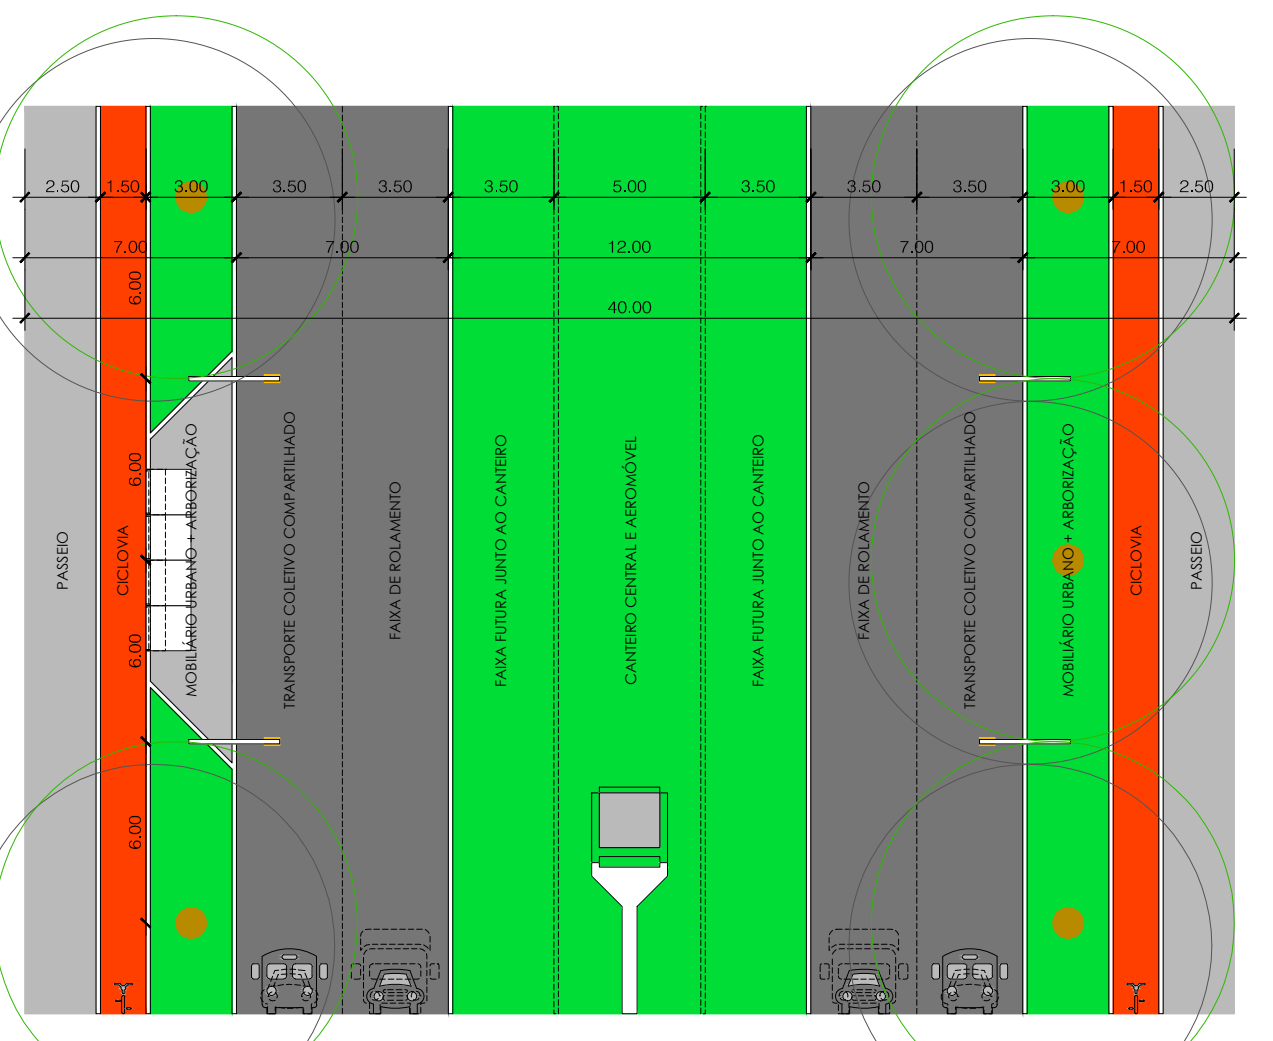 2.50 1.50 3.00 3.50 3.50 3.50 5.00 3.50 3.50 3.50 3.00 1.50 2.50
7.00 7.00 12.00 7.00 7.00
40.00
6.00
6.00
6.00
6.00
PASSEIO
CICLOVIA
MOBILIÁRIO URBANO + ARBORIZAÇÃO
TRANSPORTE COLETIVO COMPARTILHADO
FAIXA DE ROLAMENTO
FAIXA FUTURA JUNTO AO CANTEIRO
CANTEIRO CENTRAL E AEROMÓVEL
FAIXA FUTURA JUNTO AO CANTEIRO
FAIXA DE ROLAMENTO
TRANSPORTE COLETIVO COMPARTILHADO
MOBILIÁRIO URBANO + ARBORIZAÇÃO
CICLOVIA
PASSEIO